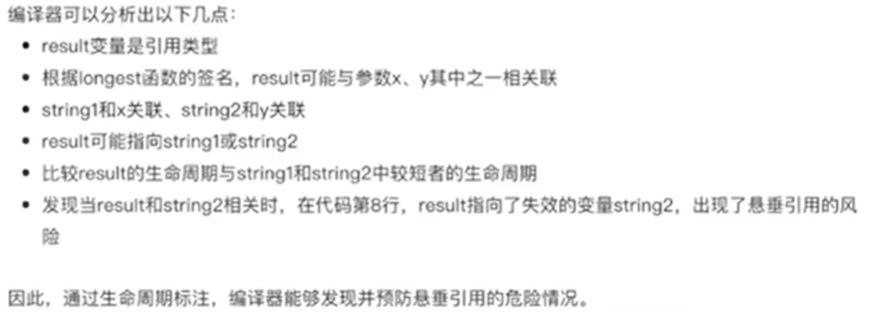 编译器可以分析出以下几点：
• result变量是引用类型
• 根据longest函数的签名，result可能与参数x、y其中之一相关联
• string1和x关联、string2和y关联
• result可能指向string1或string2
• 比较result的生命周期与string1和string2中较短者的生命周期
• 发现当result和string2相关时，在代码第8行，result指向了失效的变量string2，出现了悬垂引用的风
险
因此，通过生命周期标注，编译器能够发现并预防悬垂引用的危险情况。